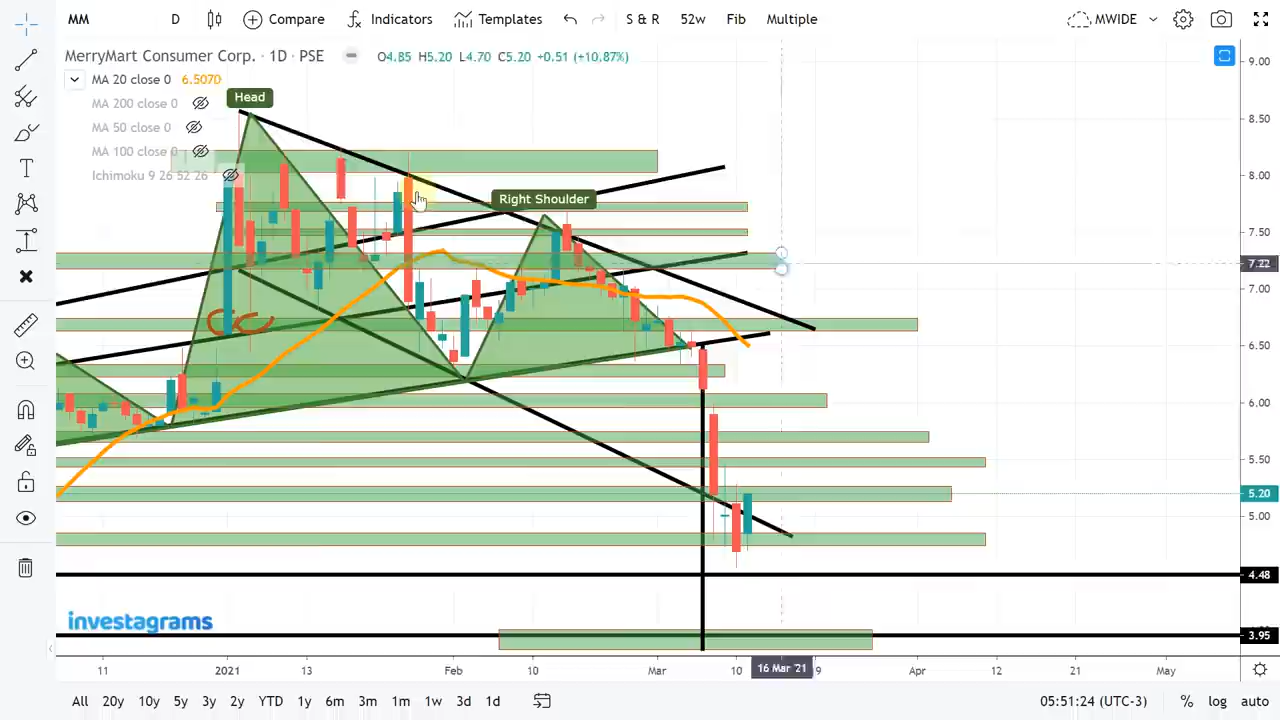 MM D Compare Indicators Templates S & R 52w Fib Multiple MWIDE
MerryMart Consumer Corp. · 1D · PSE O4.85 H5.20 L4.70 C5.20 +0.51 (+10.87%)
MA 20 close 0 6.5070
MA 200 close 0
MA 50 close 0
MA 100 close 0
Ichimoku 9 26 52 26
Head
Right Shoulder
9.00
8.50
8.00
7.50
7.22
7.00
6.50
6.00
5.50
5.20
5.00
4.48
3.95
investagrams
11 2021 13 Feb 10 Mar 10 16 Mar '21 9 Apr 12 21 May
All 20y 10y 5y 3y 2y YTD 1y 6m 3m 1m 1w 3d 1d 05:51:24 (UTC-3) % log auto